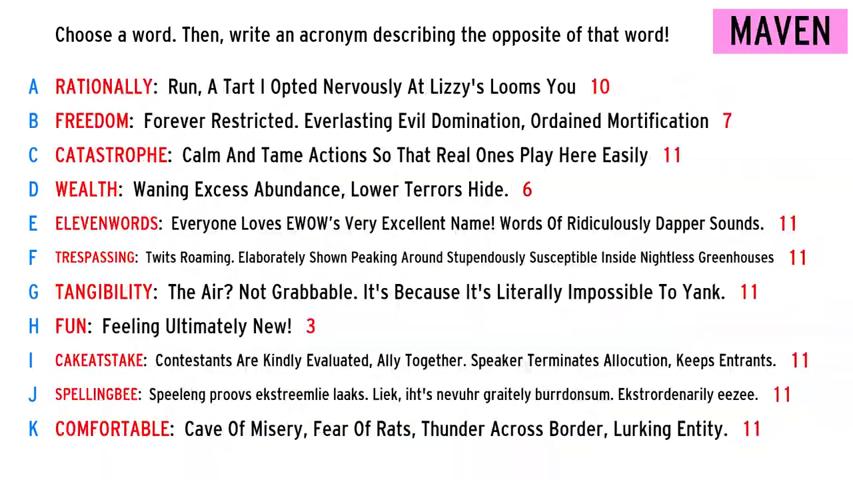 Choose a word. Then, write an acronym describing the opposite of that word!
MAVEN
A RATIONALLY: Run, A Tart I Opted Nervously At Lizzy's Looms You 10
B FREEDOM: Forever Restricted. Everlasting Evil Domination, Ordained Mortification 7
C CATASTROPHE: Calm And Tame Actions So That Real Ones Play Here Easily 11
D WEALTH: Waning Excess Abundance, Lower Terrors Hide. 6
E ELEVENWORDS: Everyone Loves EWOW's Very Excellent Name! Words Of Ridiculously Dapper Sounds. 11
F TRESPASSING: Twits Roaming. Elaborately Shown Peaking Around Stupendously Susceptible Inside Nightless Greenhouses 11
G TANGIBILITY: The Air? Not Grabbable. It's Because It's Literally Impossible To Yank. 11
H FUN: Feeling Ultimately New! 3
I CAKEATSTAKE: Contestants Are Kindly Evaluated, Ally Together. Speaker Terminates Allocution, Keeps Entrants. 11
J SPELLINGBEE: Speeleng proovs ekstreemlie laaks. Liek, iht's nevuhr graitely burrdonsum. Ekstrordenarily eezee. 11
K COMFORTABLE: Cave Of Misery, Fear Of Rats, Thunder Across Border, Lurking Entity. 11